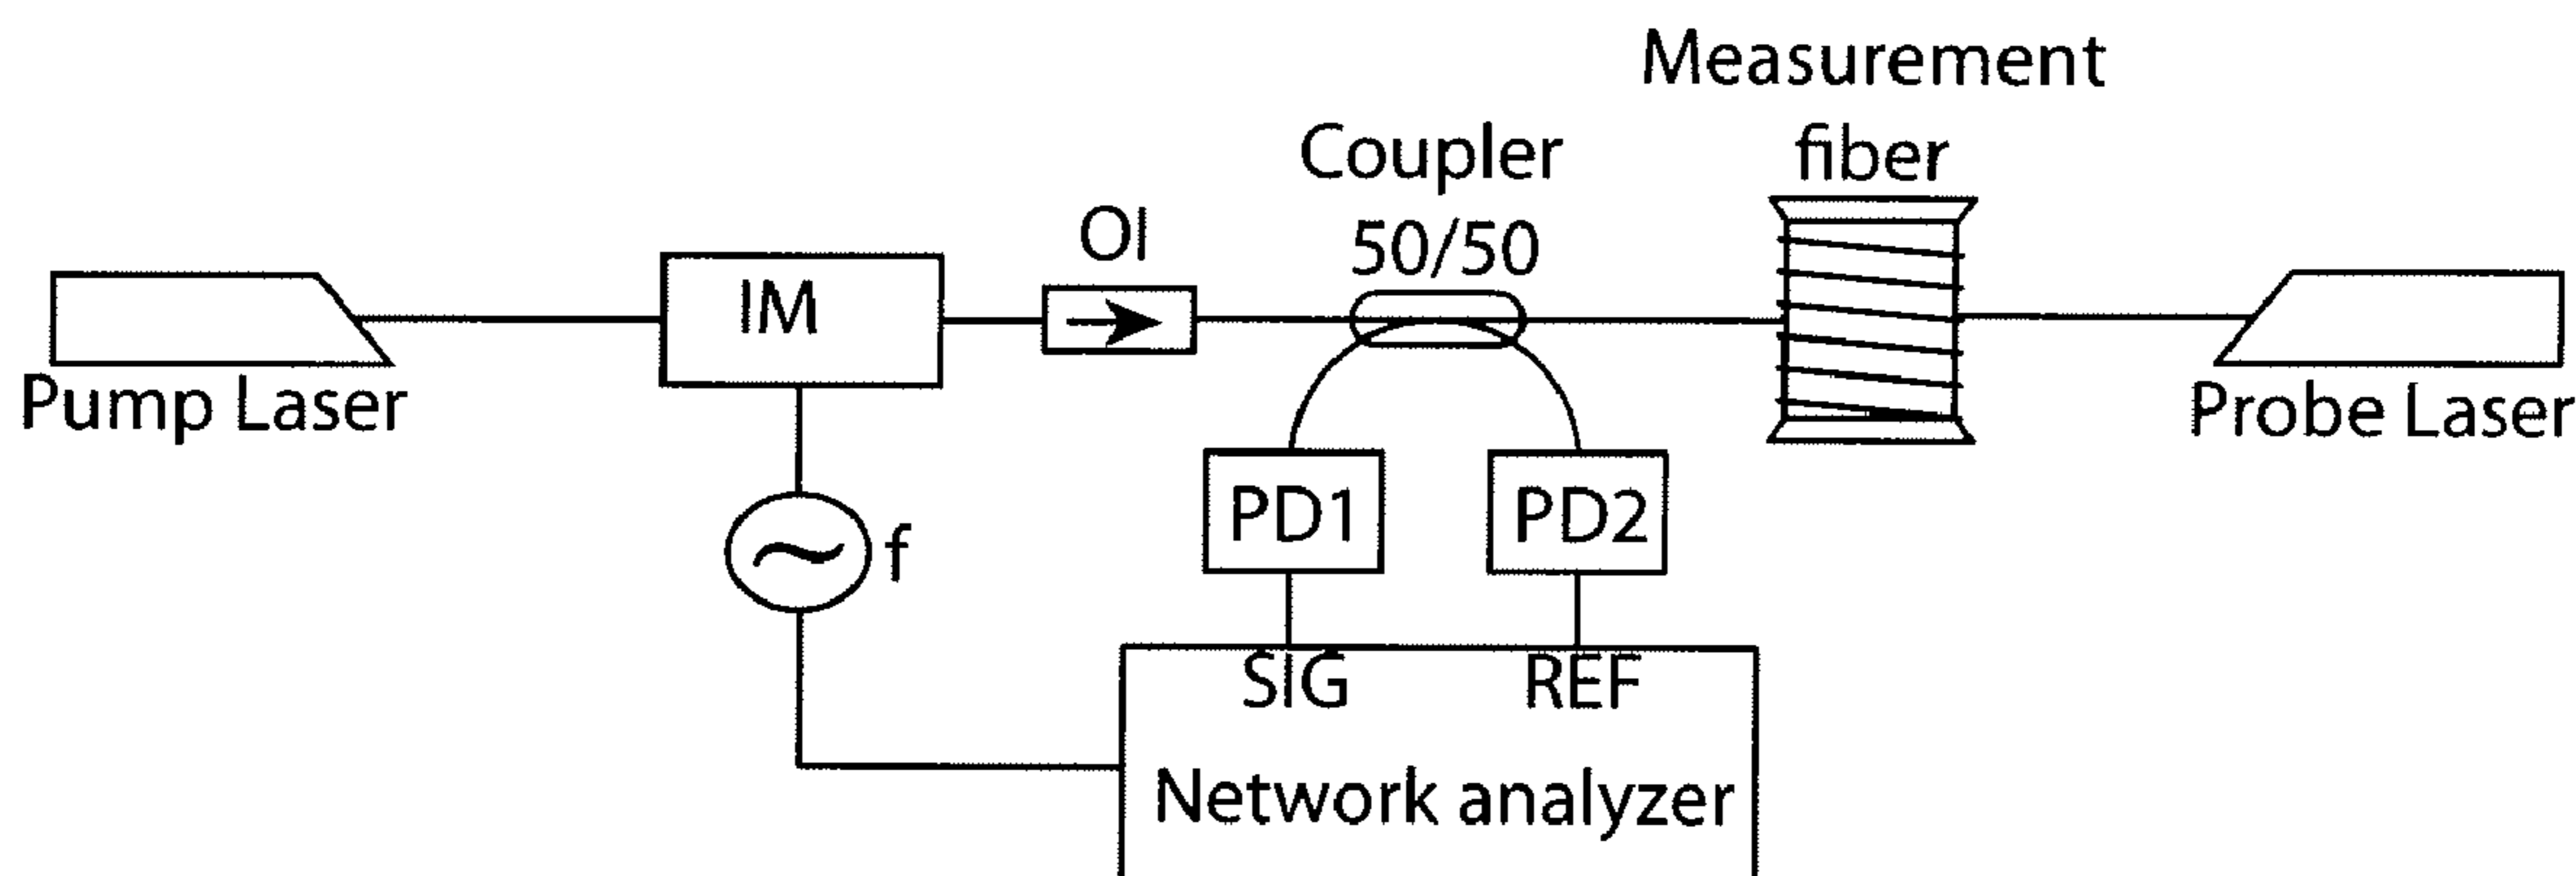 Measurement
fiber
Coupler
50/50
OI
IM
Pump Laser
Probe Laser
f
PD1
PD2
SIG
REF
Network analyzer